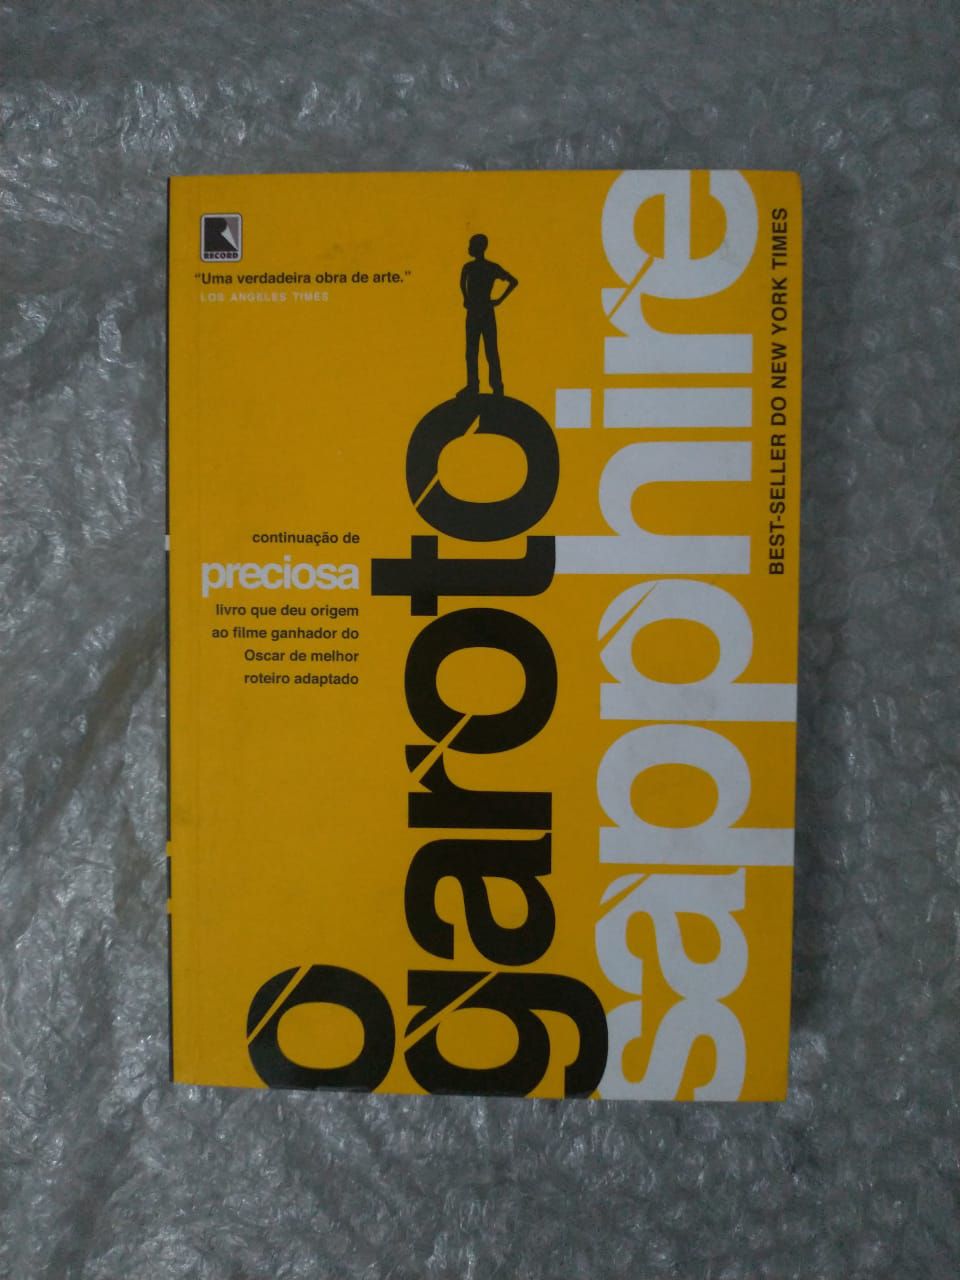 RECORD
“Uma verdadeira obra de arte.”
LOS ANGELES TIMES
continuação de
preciosa
livro que deu origem
ao filme ganhador do
Oscar de melhor
roteiro adaptado
o
garoto
sapphire
BEST-SELLER DO NEW YORK TIMES